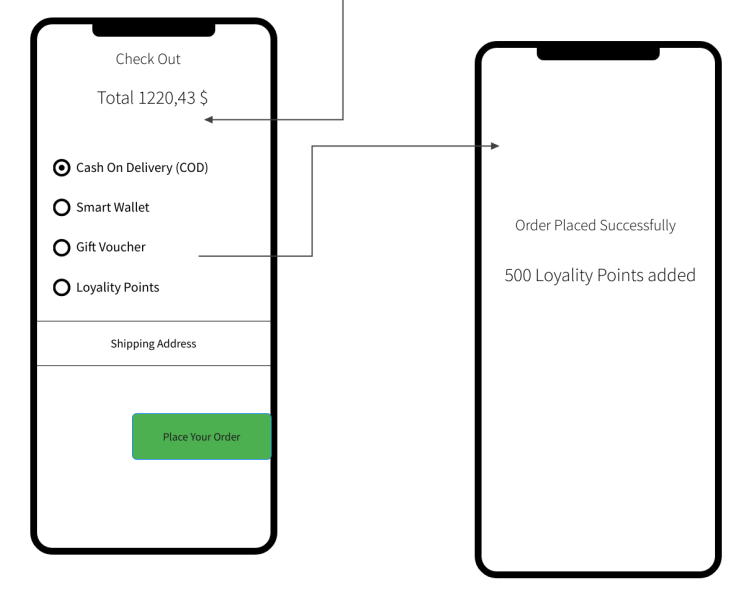 Check Out
Total 1220,43 $
Cash On Delivery (COD)
Smart Wallet
Gift Voucher
Loyality Points
Shipping Address
Place Your Order
Order Placed Successfully
500 Loyality Points added